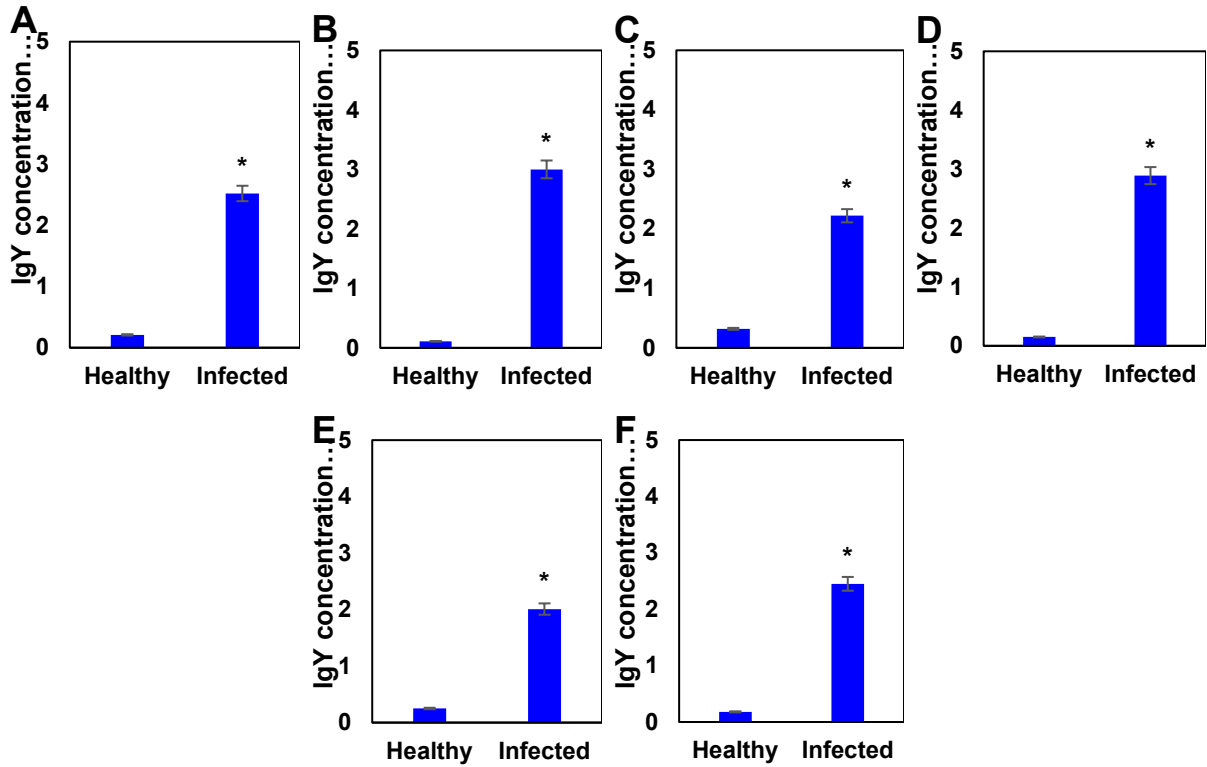 A
IgY concentration…
5
4
3
2
1
0
*
Healthy Infected
B
IgY concentration…
5
4
3
2
1
0
*
Healthy Infected
C
IgY concentration…
5
4
3
2
1
0
*
Healthy Infected
D
IgY concentration…
5
4
3
2
1
0
*
Healthy Infected
E
IgY concentration…
5
4
3
2
1
0
*
Healthy Infected
F
IgY concentration…
5
4
3
2
1
0
*
Healthy Infected